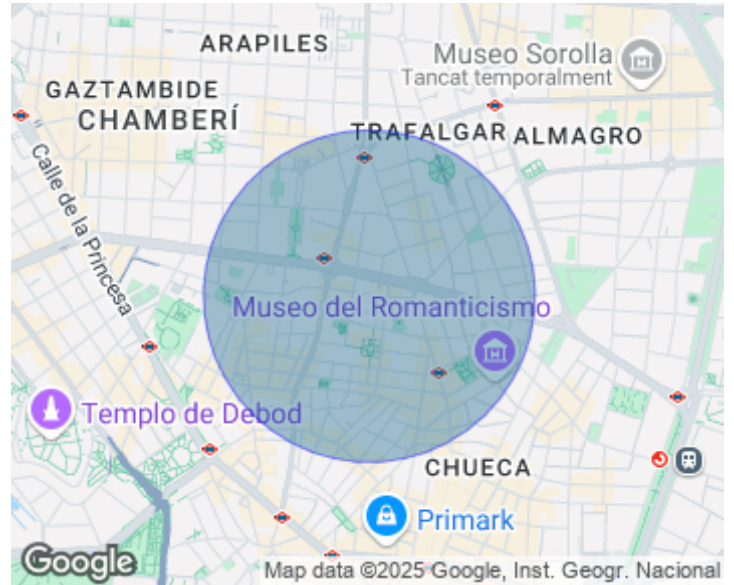 ARAPILES
Museo Sorolla
Tancat temporalment
GAZTAMBIDE
CHAMBERÍ
TRAFALGAR
ALMAGRO
Calle de la Princesa
Museo del Romanticismo
Templo de Debod
CHUECA
Primark
Google
Map data ©2025 Google, Inst. Geogr. Nacional